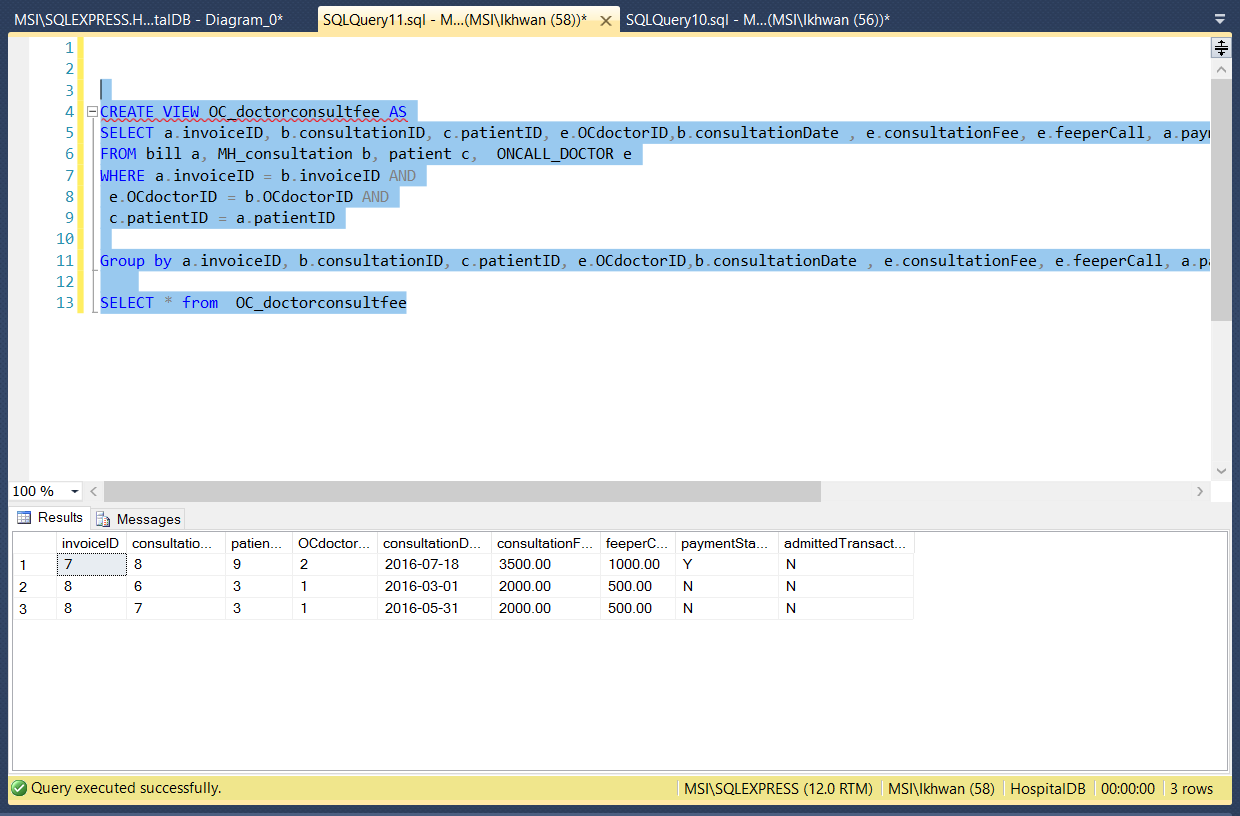 MSI\SQLEXPRESS.H...taIDB - Diagram_0* SQLQuery11.sql - M...(MSI\Ikhwan (58))* SQLQuery10.sql - M...(MSI\Ikhwan (56))*
1
2
3
4 CREATE VIEW OC_doctorconsultfee AS
5 SELECT a.invoiceID, b.consultationID, c.patientID, e.OCdoctorID,b.consultationDate , e.consultationFee, e.feeperCall, a.payn
6 FROM bill a, MH_consultation b, patient c,  ONCALL_DOCTOR e
7 WHERE a.invoiceID = b.invoiceID AND
8 e.OCdoctorID = b.OCdoctorID AND
9 c.patientID = a.patientID
10
11 Group by a.invoiceID, b.consultationID, c.patientID, e.OCdoctorID,b.consultationDate , e.consultationFee, e.feeperCall, a.pa
12
13 SELECT * from  OC_doctorconsultfee
100 %
Results Messages
invoiceID consultatio... patien... OCdoctor... consultationD... consultationF... feeperC... paymentSta... admittedTransact...
1 7 8 9 2 2016-07-18 3500.00 1000.00 Y N
2 8 6 3 1 2016-03-01 2000.00 500.00 N N
3 8 7 3 1 2016-05-31 2000.00 500.00 N N
Query executed successfully. MSI\SQLEXPRESS (12.0 RTM) MSI\Ikhwan (58) HospitalDB 00:00:00 3 rows